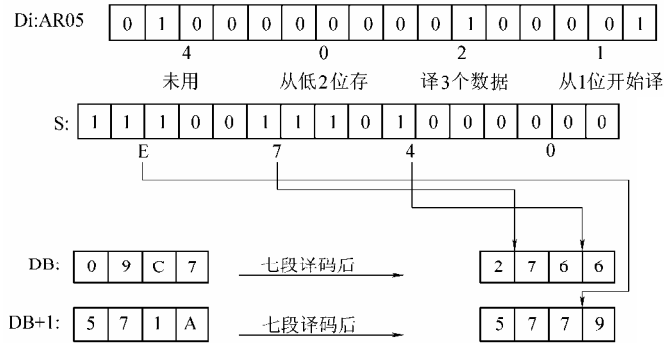 Di:AR05 0 1 0 0 0 0 0 0 0 0 1 0 0 0 0 1
4 0 2 1
未用 从低2位存 译3个数据 从1位开始译
S: 1 1 1 0 0 1 1 1 0 1 0 0 0 0 0 0
E 7 4 0
DB: 0 9 C 7 七段译码后 2 7 6 6
DB+1: 5 7 1 A 七段译码后 5 7 7 9